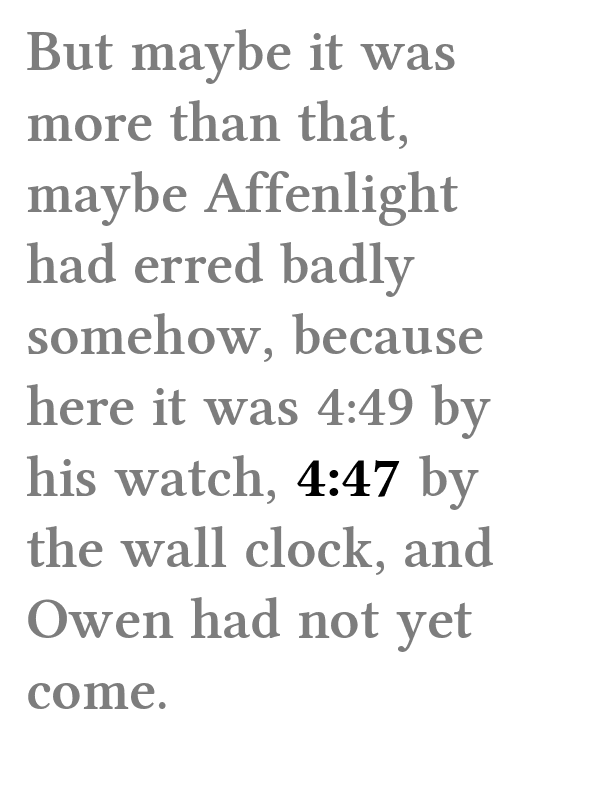 But maybe it was
more than that,
maybe Affenlight
had erred badly
somehow, because
here it was 4:49 by
his watch, 4:47 by
the wall clock, and
Owen had not yet
come.